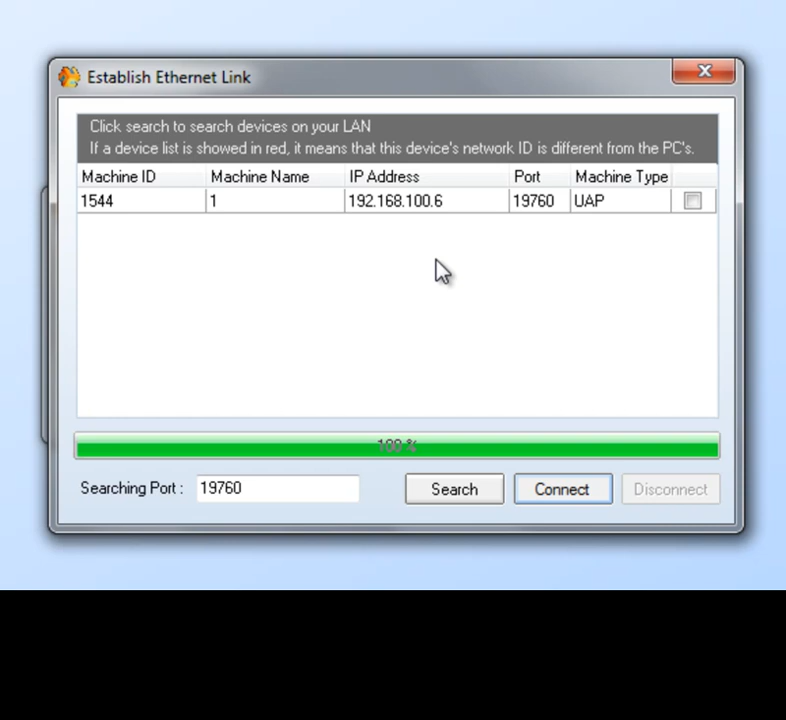 Establish Ethernet Link
Click search to search devices on your LAN
If a device list is showed in red, it means that this device's network ID is different from the PC's.
Machine ID Machine Name IP Address Port Machine Type
1544 1 192.168.100.6 19760 UAP
100 %
Searching Port : 19760 Search Connect Disconnect